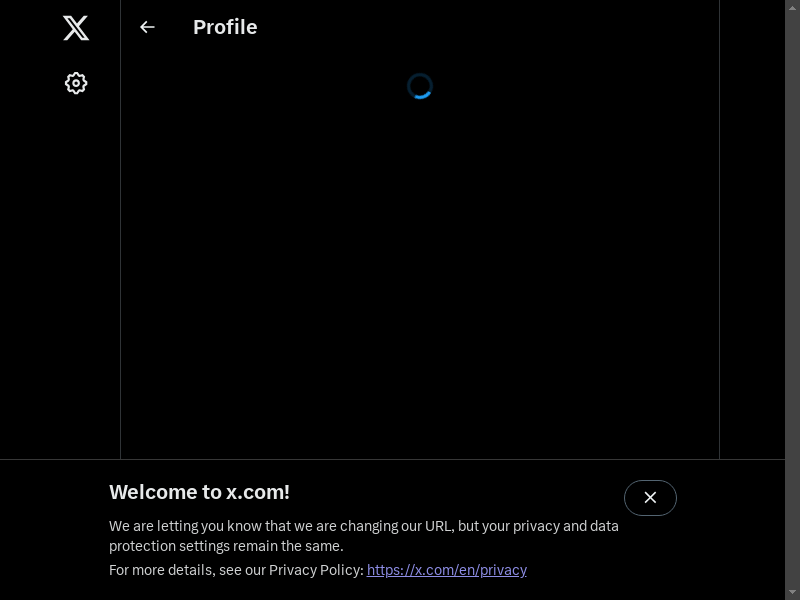 Profile
Welcome to x.com!
We are letting you know that we are changing our URL, but your privacy and data
protection settings remain the same.
For more details, see our Privacy Policy: https://x.com/en/privacy